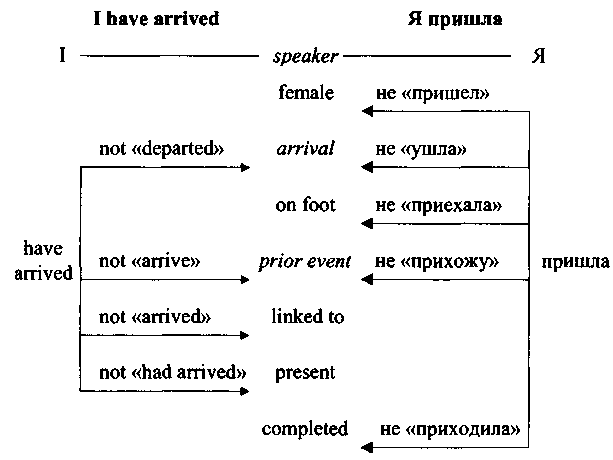 I have arrived Я пришла
I speaker Я
female не «пришел»
not «departed» arrival не «ушла»
on foot не «приехала»
have
arrived not «arrive» prior event не «прихожу» пришла
not «arrived» linked to
not «had arrived» present
completed не «приходила»